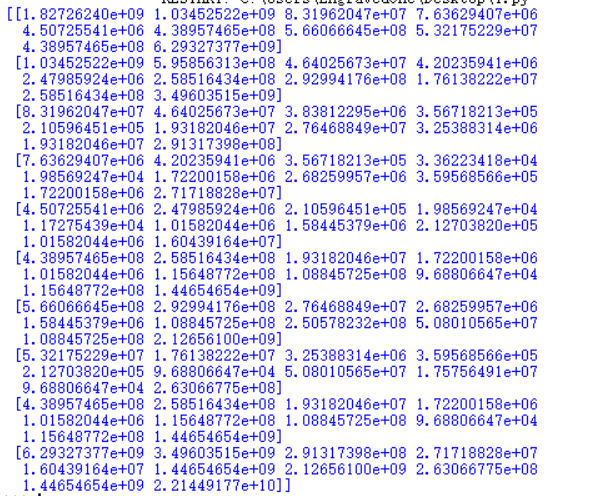 [[1.82726240e+09 1.03452522e+09 8.31962047e+07 7.63629407e+06
4.50725541e+06 4.38957465e+08 5.66066645e+08 5.32175229e+07
4.38957465e+08 6.29327377e+09]
[1.03452522e+09 5.95856313e+08 4.64025673e+07 4.20235941e+06
2.47985924e+06 2.58516434e+08 2.92994176e+08 1.76138222e+07
2.58516434e+08 3.49603515e+09]
[8.31962047e+07 4.64025673e+07 3.83812295e+06 3.56718213e+05
2.10596451e+05 1.93182046e+07 2.76468849e+07 3.25388314e+06
1.93182046e+07 2.91317398e+08]
[7.63629407e+06 4.20235941e+06 3.56718213e+05 3.36223418e+04
1.98569247e+04 1.72200158e+06 2.68259957e+06 3.59568566e+05
1.72200158e+06 2.71718828e+07]
[4.50725541e+06 2.47985924e+06 2.10596451e+05 1.98569247e+04
1.17275439e+04 1.01582044e+06 1.58445379e+06 2.12703820e+05
1.01582044e+06 1.60439164e+07]
[4.38957465e+08 2.58516434e+08 1.93182046e+07 1.72200158e+06
1.01582044e+06 1.15648772e+08 1.08845725e+08 9.68806647e+04
1.15648772e+08 1.44654654e+09]
[5.66066645e+08 2.92994176e+08 2.76468849e+07 2.68259957e+06
1.58445379e+06 1.08845725e+08 2.50578232e+08 5.08010565e+07
1.08845725e+08 2.12656100e+09]
[5.32175229e+07 1.76138222e+07 3.25388314e+06 3.59568566e+05
2.12703820e+05 9.68806647e+04 5.08010565e+07 1.75756491e+07
9.68806647e+04 2.63066775e+08]
[4.38957465e+08 2.58516434e+08 1.93182046e+07 1.72200158e+06
1.01582044e+06 1.15648772e+08 1.08845725e+08 9.68806647e+04
1.15648772e+08 1.44654654e+09]
[6.29327377e+09 3.49603515e+09 2.91317398e+08 2.71718828e+07
1.60439164e+07 1.44654654e+09 2.12656100e+09 2.63066775e+08
1.44654654e+09 2.21449177e+10]]